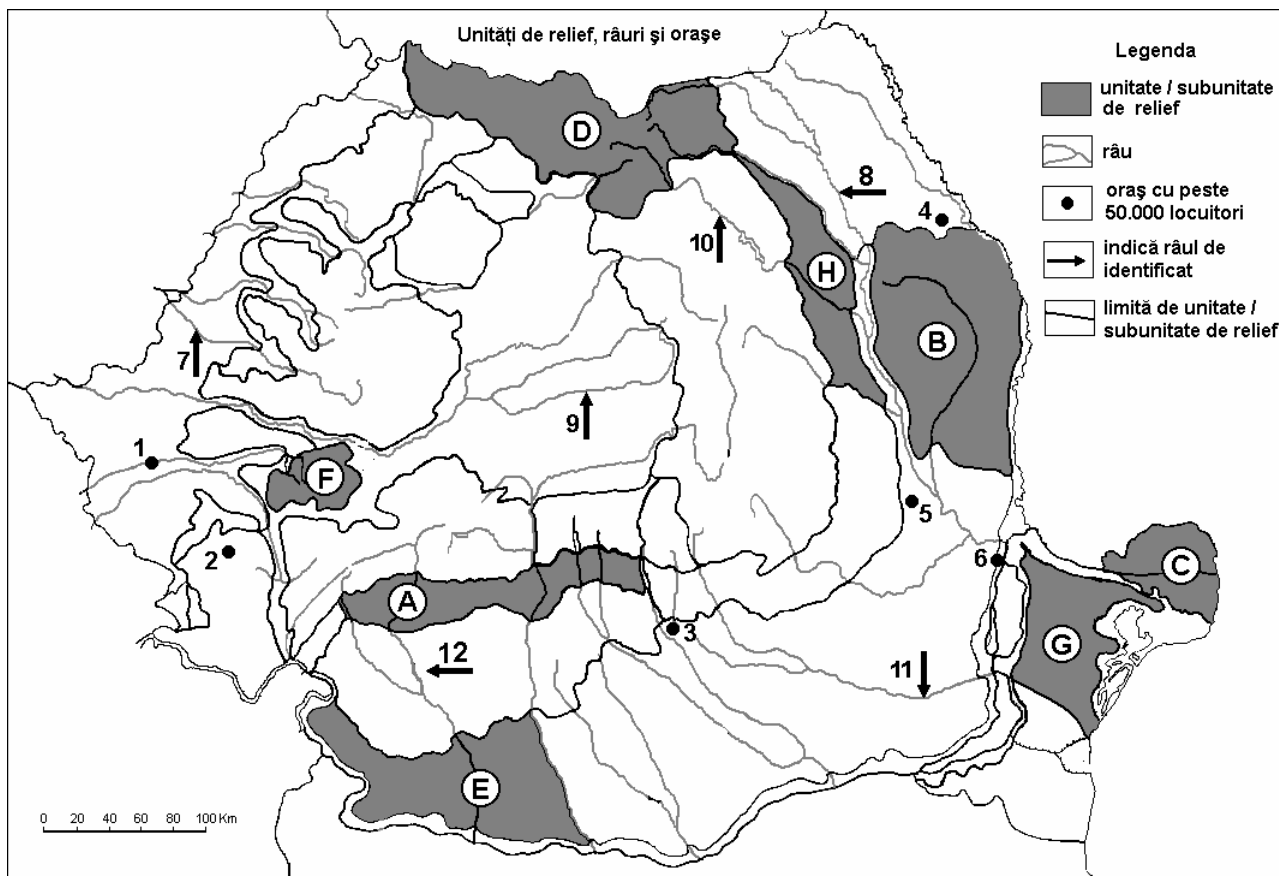 Unități de relief, râuri și orașe
Legenda
unitate / subunitate
de relief
râu
oraș cu peste
50.000 locuitori
indică râul de
identificat
limită de unitate /
subunitate de relief
D
8
4
10
H
B
7
9
1
F
5
2
6
C
A
G
3
12
11
E
0 20 40 60 80 100 Km